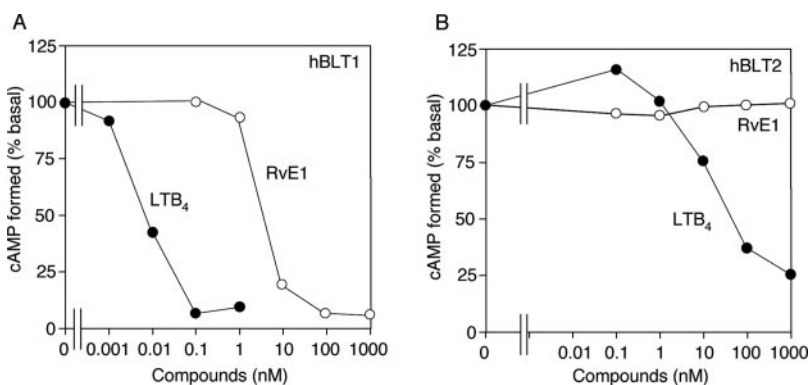 A
125
100
75
50
25
0
cAMP formed (% basal)
hBLT1
RvE1
LTB4
0 0.001 0.01 0.1 1 10 100 1000
Compounds (nM)
B
125
100
75
50
25
0
cAMP formed (% basal)
hBLT2
RvE1
LTB4
0 0.01 0.1 1 10 100 1000
Compounds (nM)